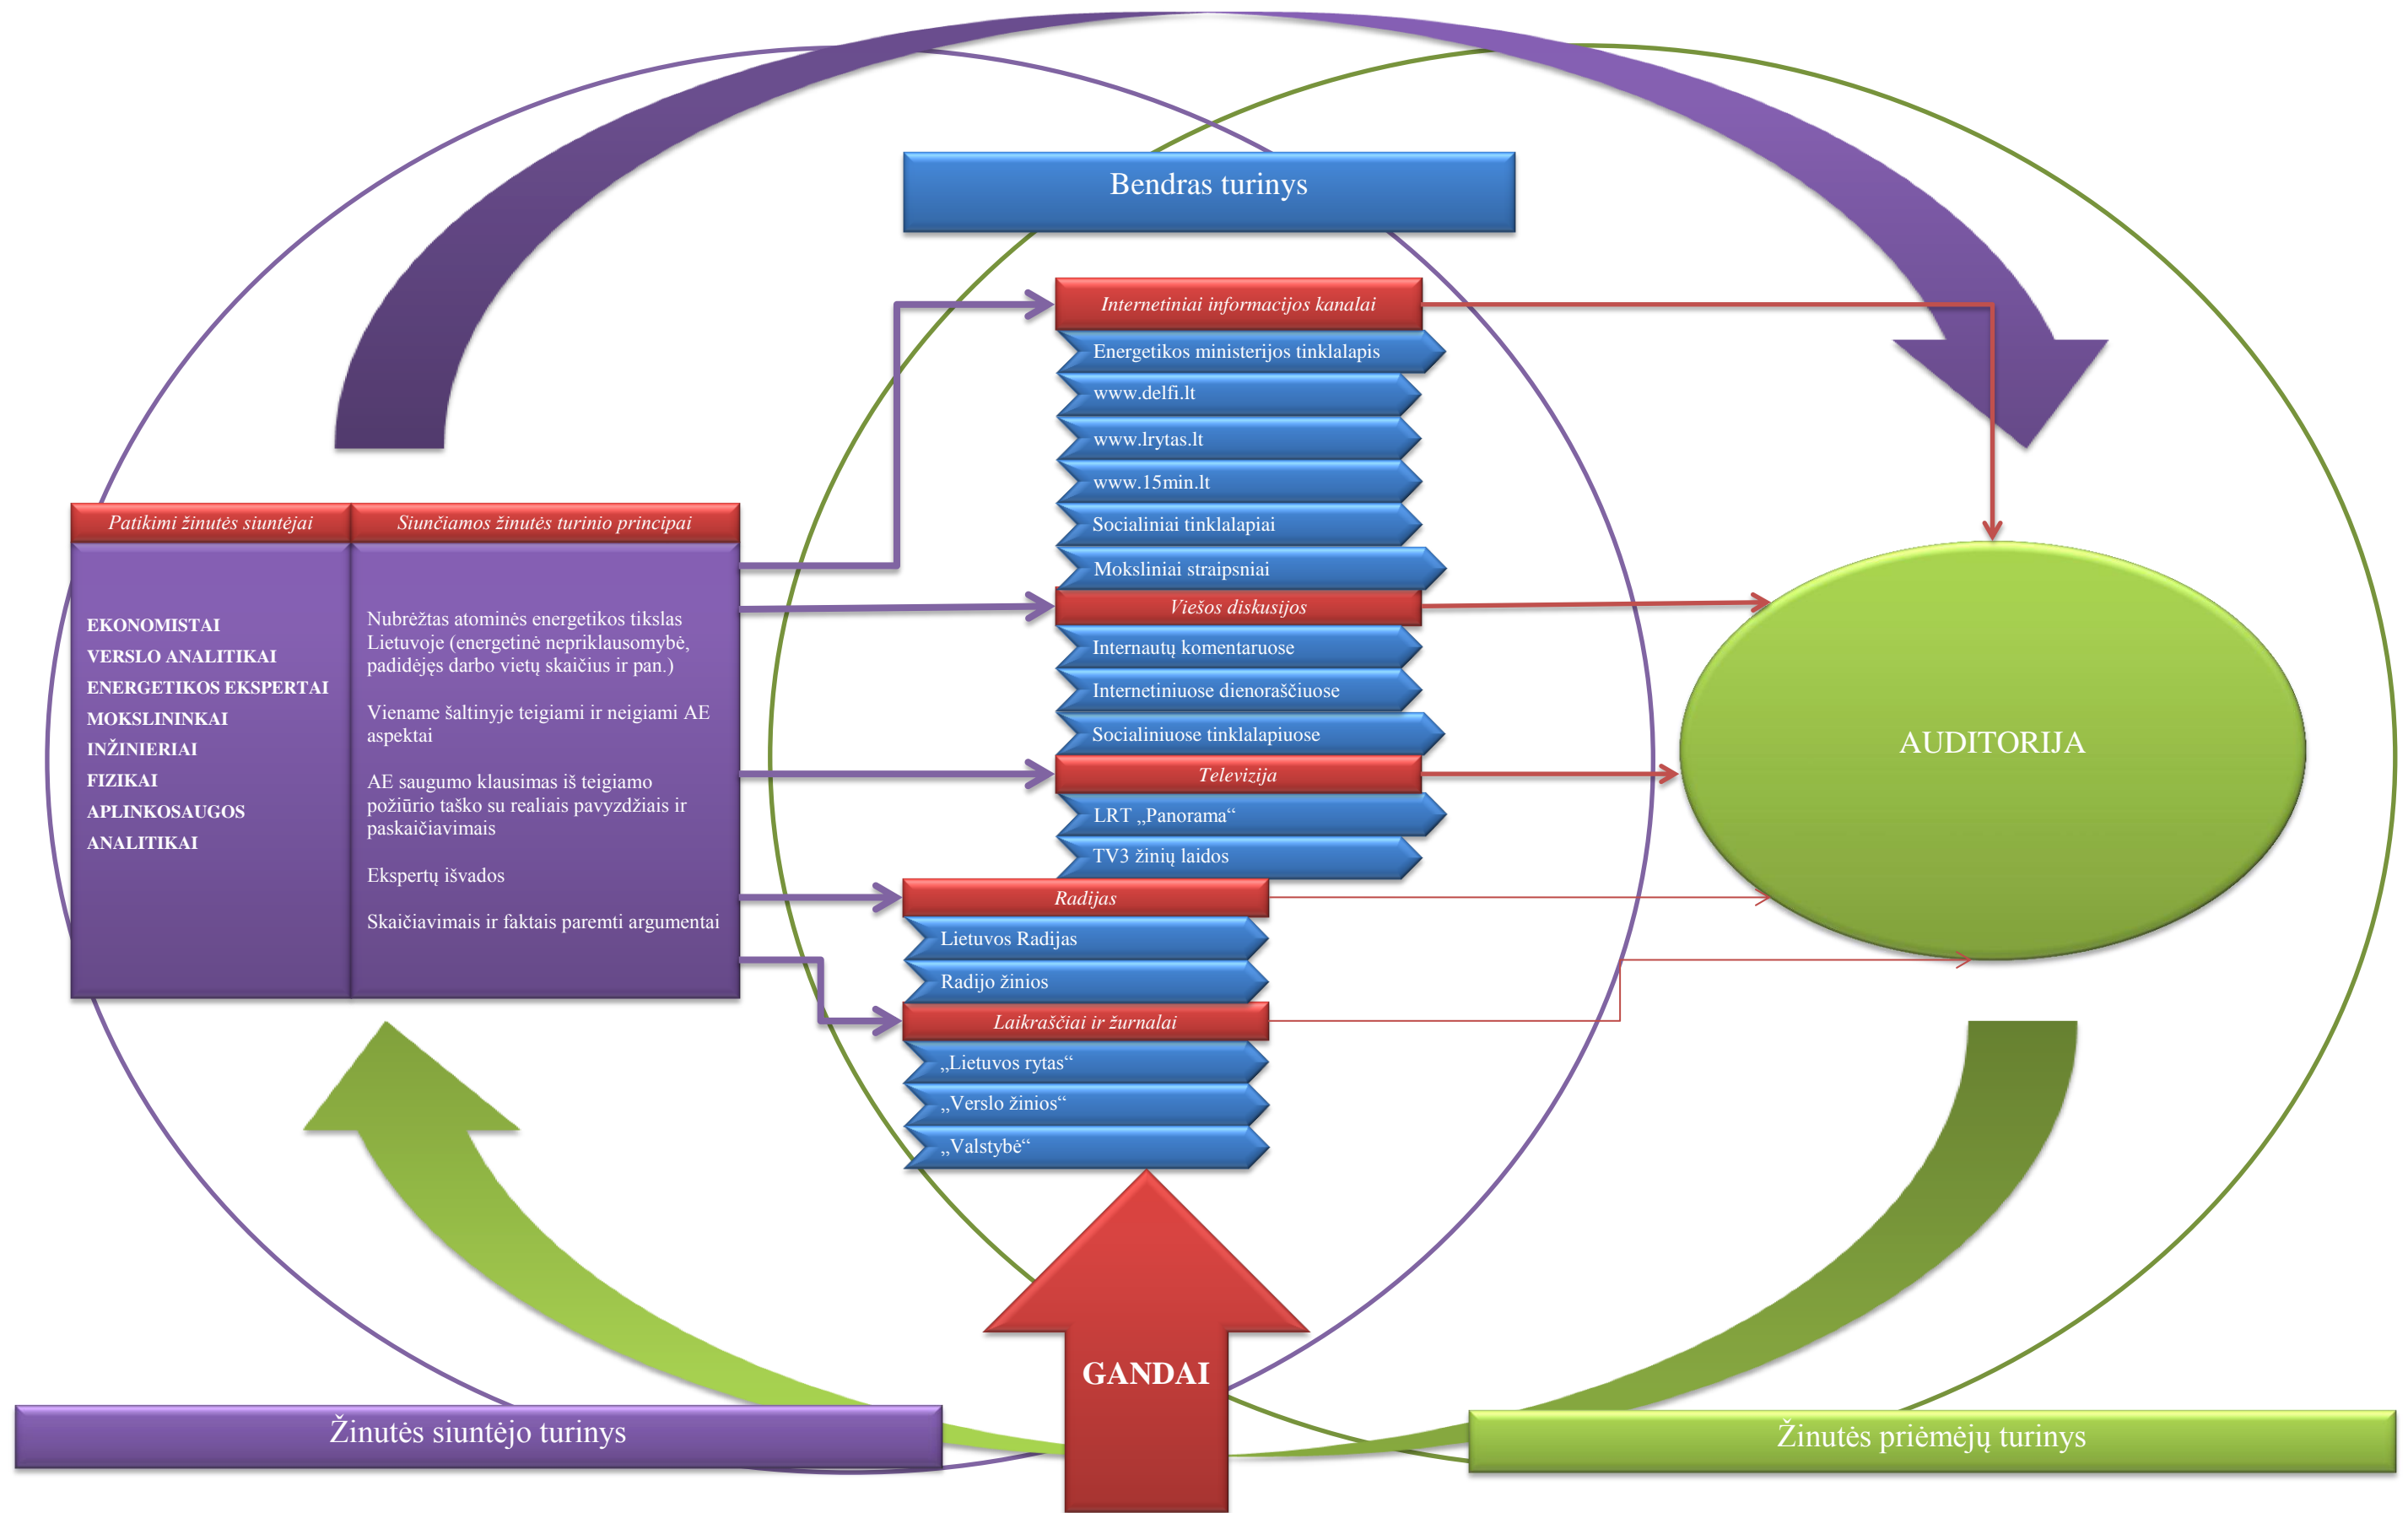 Bendras turinys
Patikimi žinutės siuntėjai
EKONOMISTAI
VERSLO ANALITIKAI
ENERGETIKOS EKSPERTAI
MOKSLININKAI
INŽINIERIAI
FIZIKAI
APLINKOSAUGOS
ANALITIKAI
Siunčiamos žinutės turinio principai
Nubrėžtas atominės energetikos tikslas
Lietuvoje (energetinė nepriklausomybė,
padidėjęs darbo vietų skaičius ir pan.)
Viename šaltinyje teigiami ir neigiami AE
aspektai
AE saugumo klausimas iš teigiamo
požiūrio taško su realiais pavyzdžiais ir
paskaičiavimais
Ekspertų išvados
Skaičiavimais ir faktais paremti argumentai
Internetiniai informacijos kanalai
Energetikos ministerijos tinklalapis
www.delfi.lt
www.lrytas.lt
www.15min.lt
Socialiniai tinklalapiai
Moksliniai straipsniai
Viešos diskusijos
Internautų komentaruose
Internetiniuose dienoraščiuose
Socialiniuose tinklalapiuose
Televizija
LRT „Panorama“
TV3 žinių laidos
Radijas
Lietuvos Radijas
Radijo žinios
Laikraščiai ir žurnalai
„Lietuvos rytas“
„Verslo žinios“
„Valstybė“
AUDITORIJA
GANDAI
Žinutės siuntėjo turinys
Žinutės priėmėjų turinys